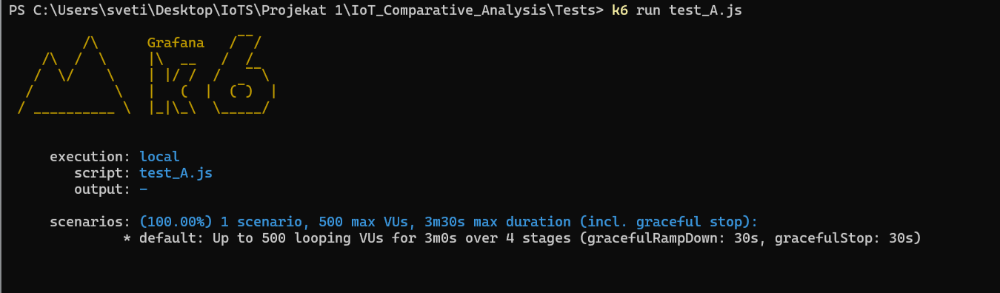 PS C:\Users\sveti\Desktop\IoTS\Projekat 1\IoT_Comparative_Analysis\Tests> k6 run test_A.js
Grafana
execution: local
script: test_A.js
output: -
scenarios: (100.00%) 1 scenario, 500 max VUs, 3m30s max duration (incl. graceful stop):
* default: Up to 500 looping VUs for 3m0s over 4 stages (gracefulRampDown: 30s, gracefulStop: 30s)